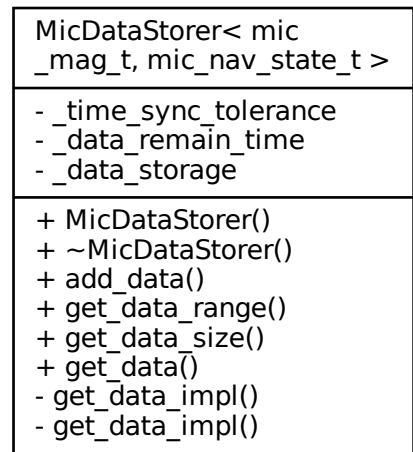 MicDataStorer< mic
_mag_t, mic_nav_state_t >
- _time_sync_tolerance
- _data_remain_time
- _data_storage
+ MicDataStorer()
+ ~MicDataStorer()
+ add_data()
+ get_data_range()
+ get_data_size()
+ get_data()
- get_data_impl()
- get_data_impl()